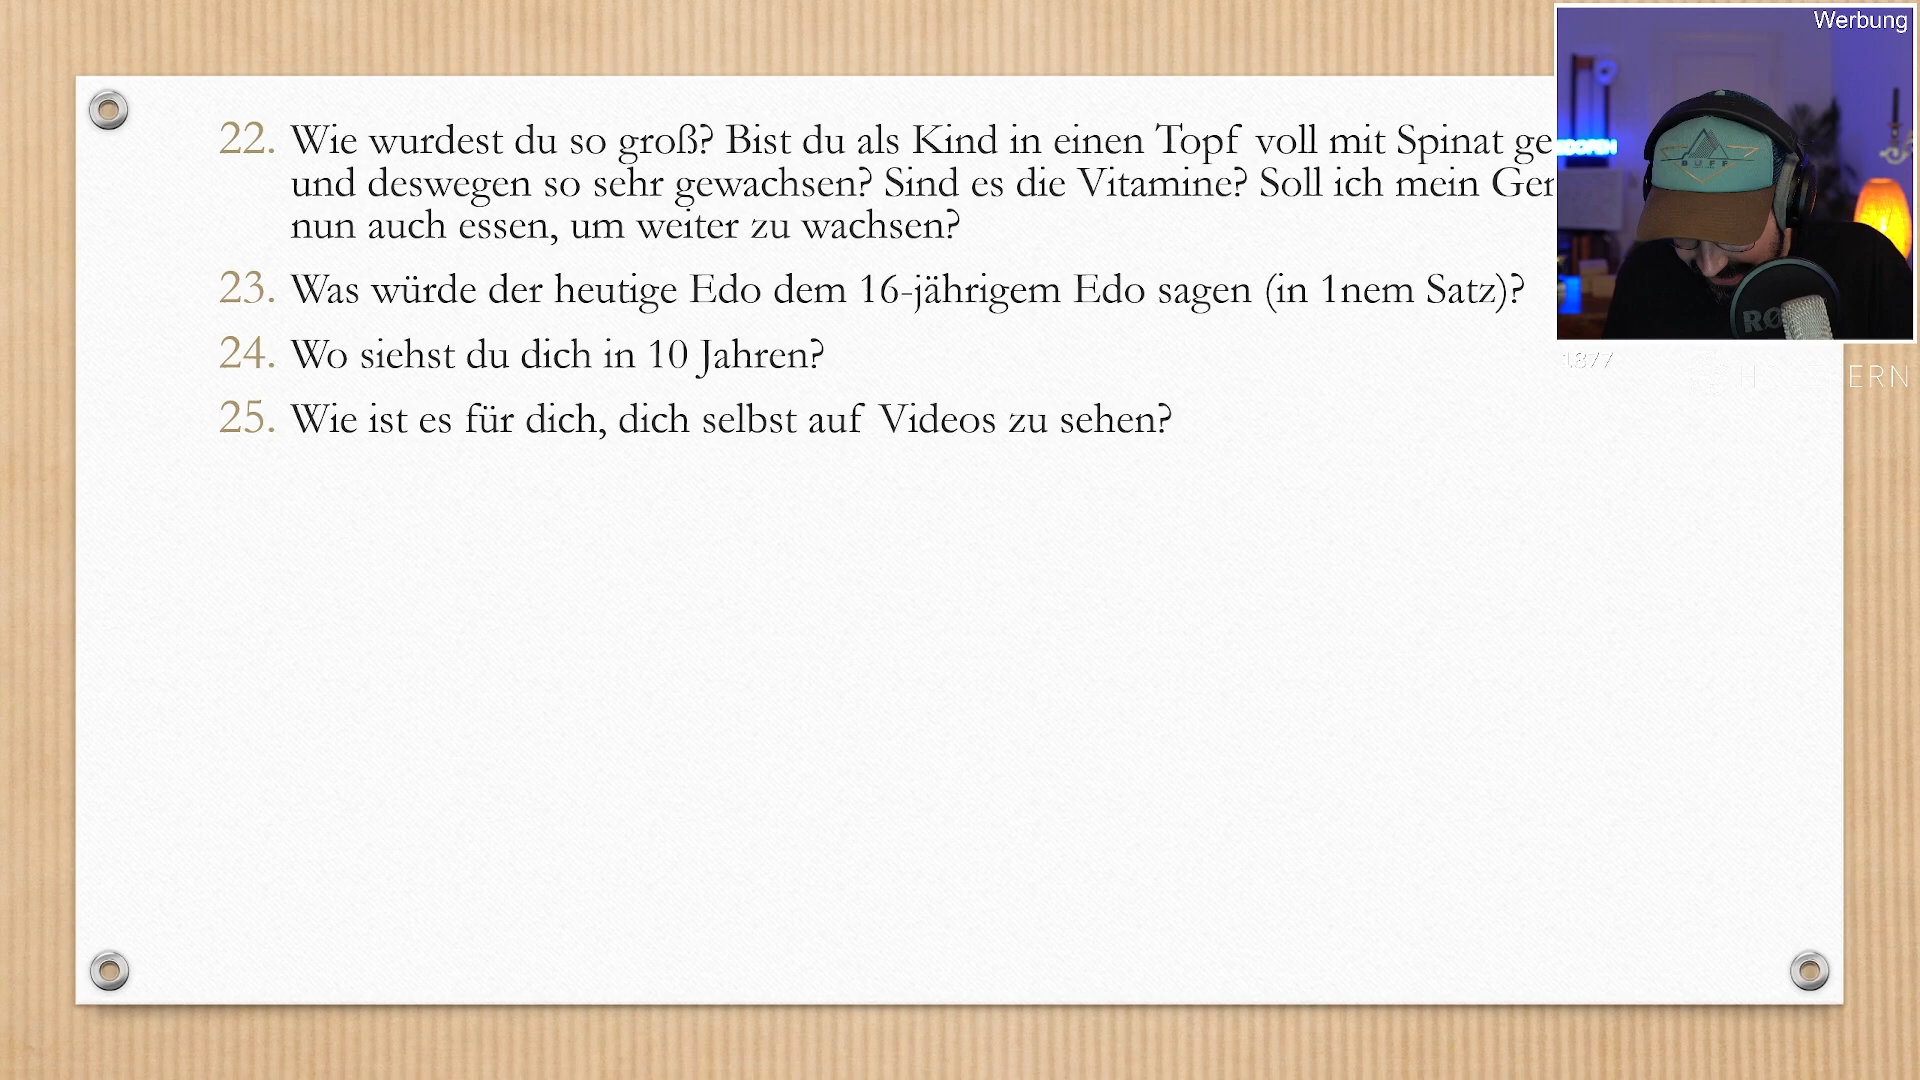 Werbung
22. Wie wurdest du so groß? Bist du als Kind in einen Topf voll mit Spinat
und deswegen so sehr gewachsen? Sind es die Vitamine? Soll ich mein
nun auch essen, um weiter zu wachsen?
23. Was würde der heutige Edo dem 16-jährigem Edo sagen (in 1nem Satz)?
24. Wo siehst du dich in 10 Jahren?
25. Wie ist es für dich, dich selbst auf Videos zu sehen?
BUFF
1877
ERN